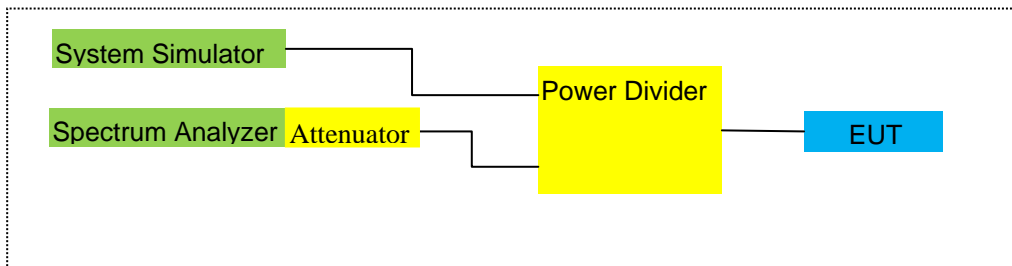 System Simulator
Power Divider
Spectrum Analyzer Attenuator
EUT